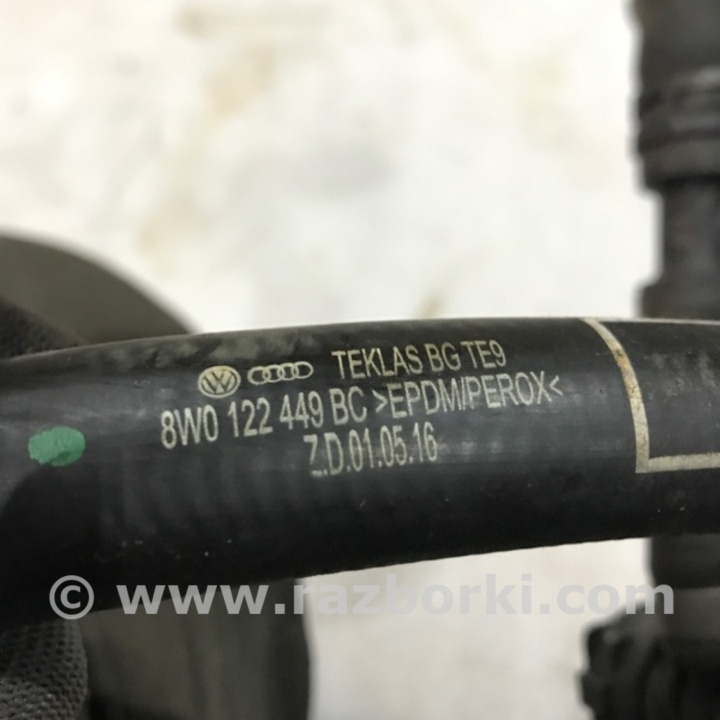 TEKLAS BG TE9
8W0 122 449 BC >EPDM/PEROX<
Z.D.01.05.16
© www.razborki.com